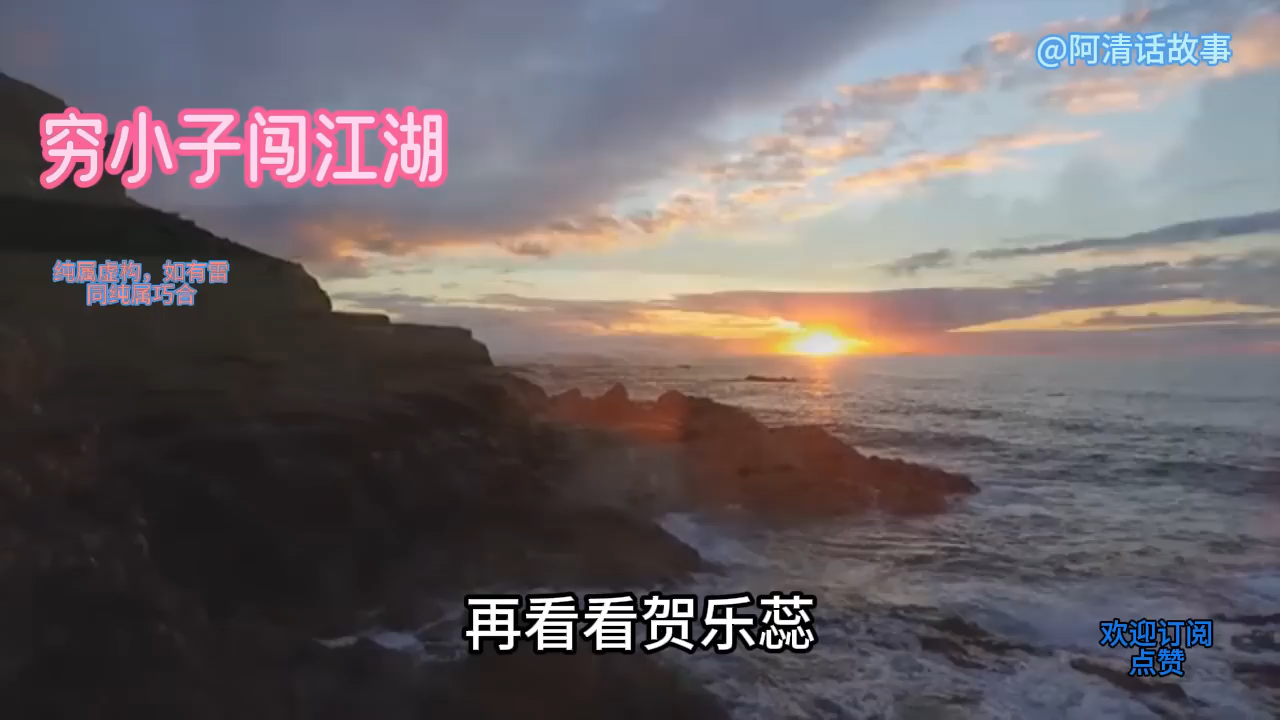 @阿清话故事
穷小子闯江湖
纯属虚构，如有雷
同纯属巧合
再看看贺乐蕊
欢迎订阅
点赞